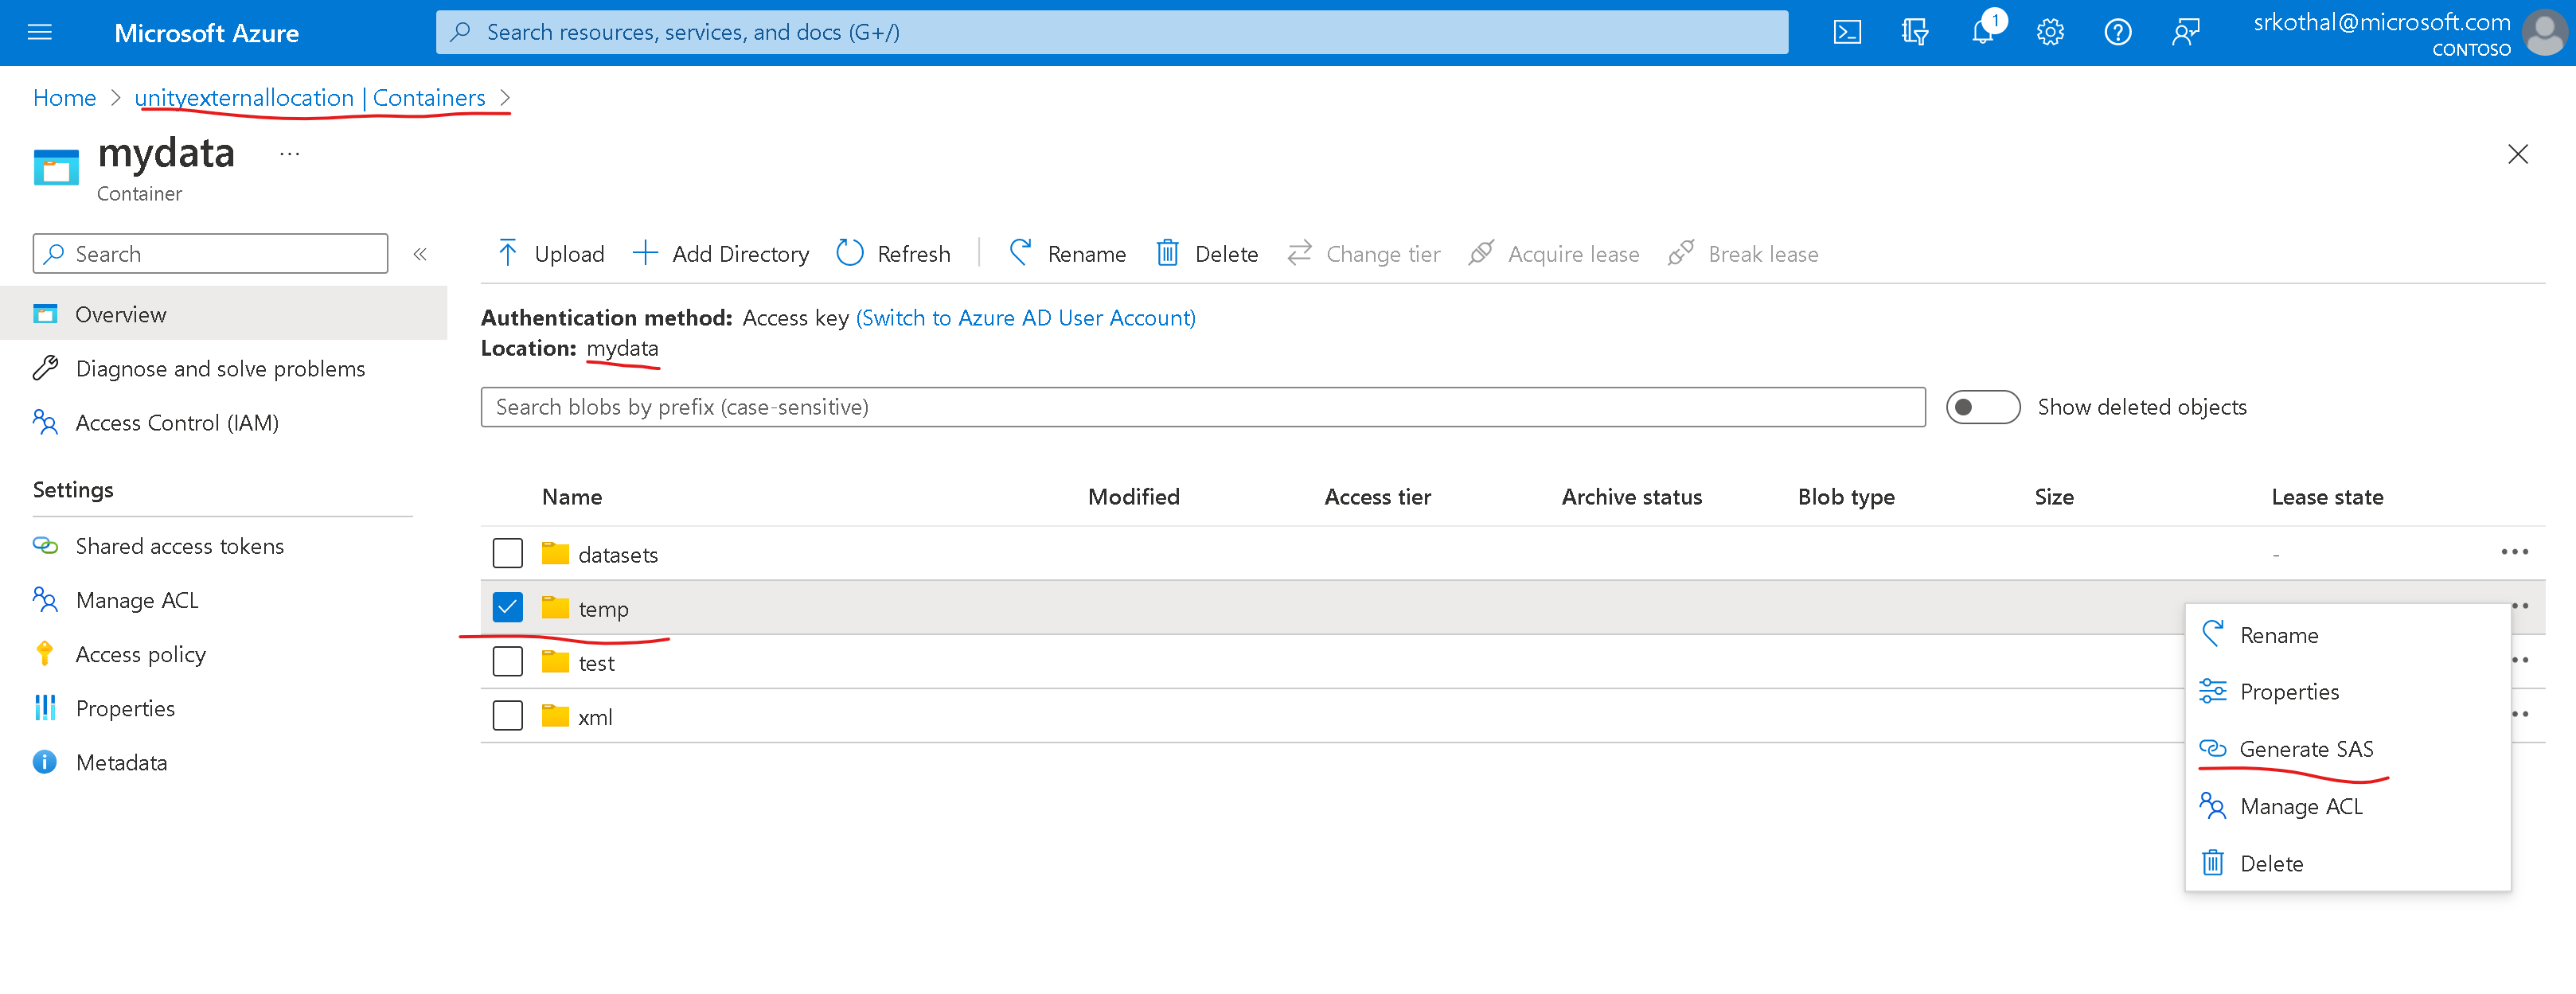 Microsoft Azure
Search resources, services, and docs (G+/)
1
srkothal@microsoft.com
CONTOSO
Home > unityexternallocation | Containers >
mydata ...
Container
Search
«
Upload
Add Directory
Refresh
Rename
Delete
Change tier
Acquire lease
Break lease
Overview
Diagnose and solve problems
Access Control (IAM)
Settings
Shared access tokens
Manage ACL
Access policy
Properties
Metadata
Authentication method: Access key (Switch to Azure AD User Account)
Location: mydata
Search blobs by prefix (case-sensitive)
Show deleted objects
Name Modified Access tier Archive status Blob type Size Lease state
datasets - ...
temp
test
xml
Rename
Properties
Generate SAS
Manage ACL
Delete